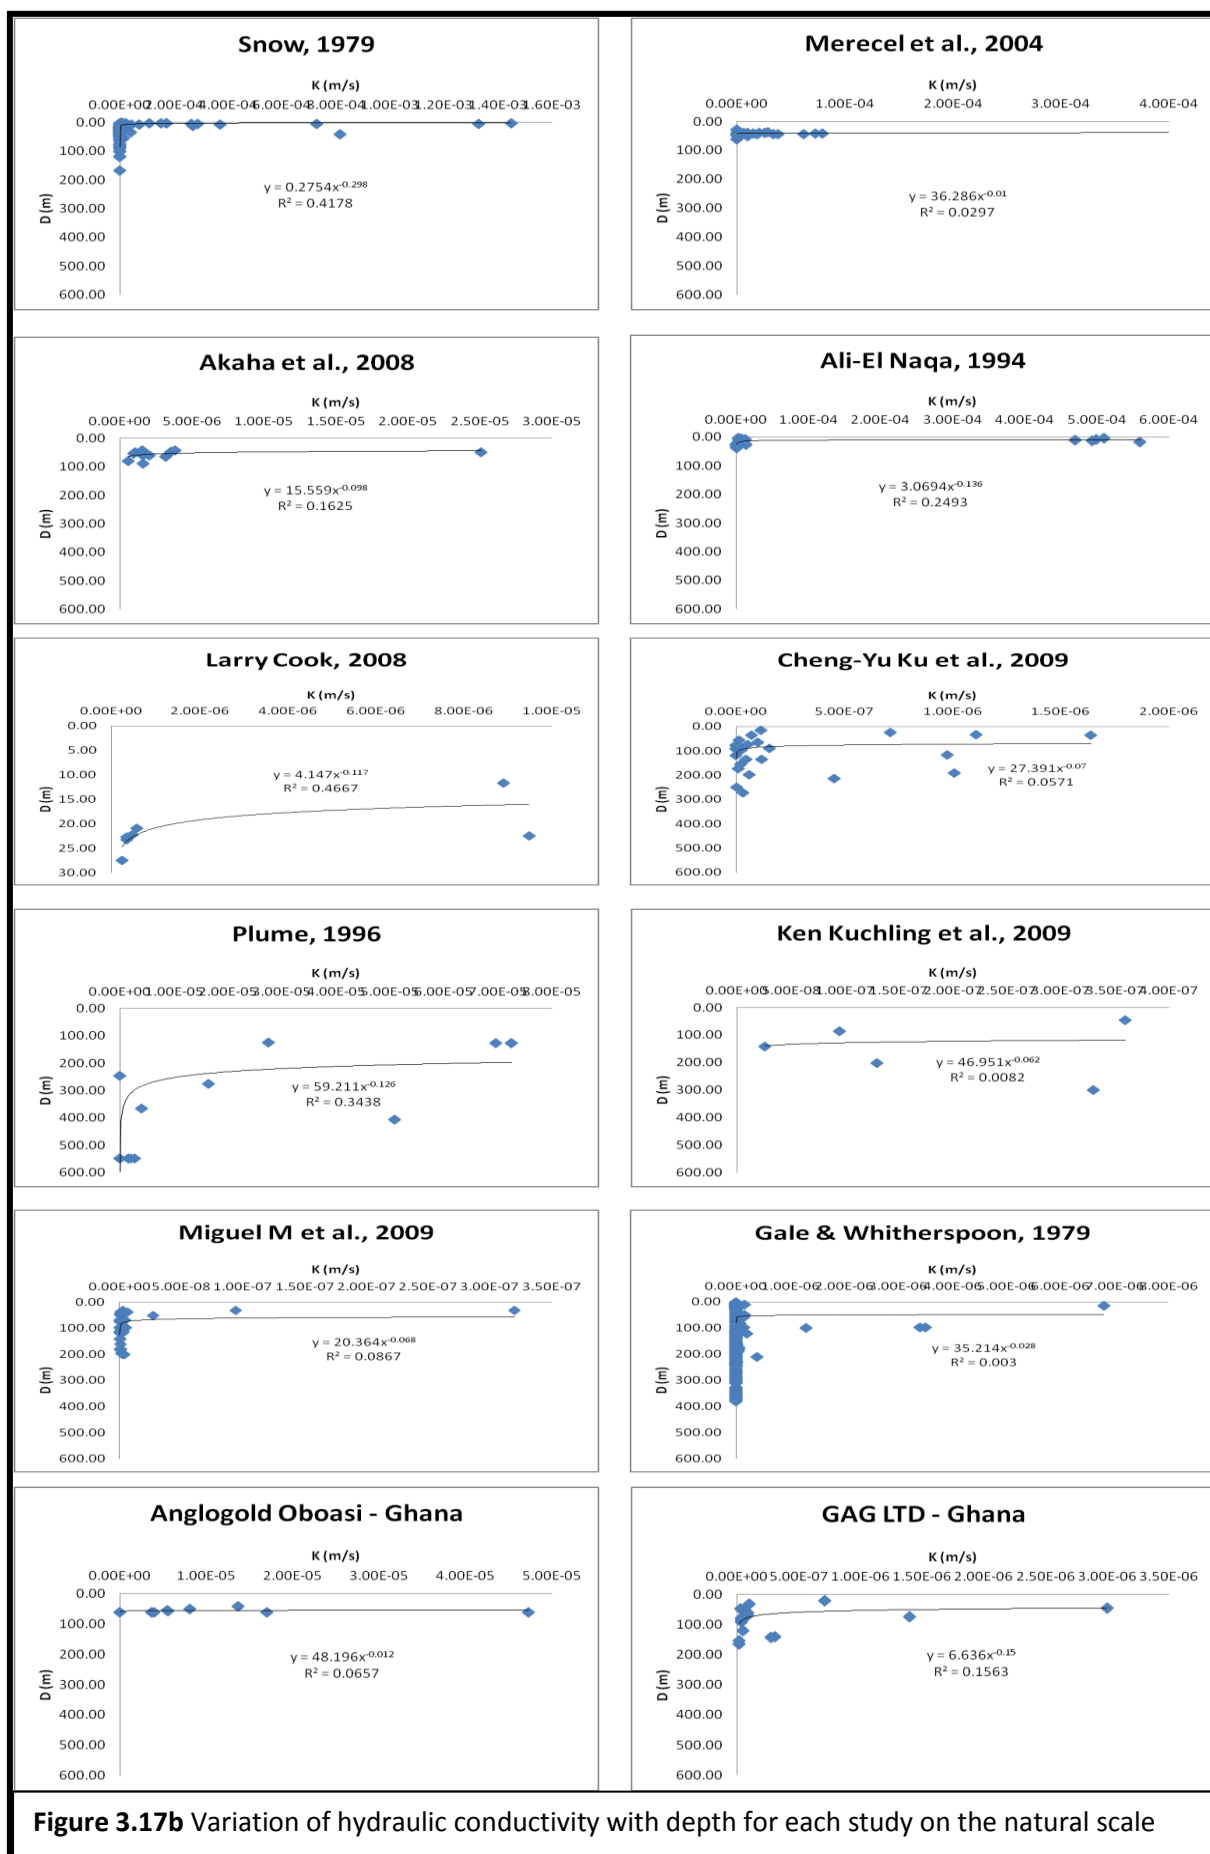 Snow, 1979
K (m/s)
0.00E+00 2.00E-04 4.00E-04 6.00E-04 8.00E-04 1.00E-03 1.20E-03 1.40E-03 1.60E-03
0.00
100.00
200.00
300.00
400.00
500.00
600.00
D (m)
y = 0.2754x^-0.298
R² = 0.4178
Merecel et al., 2004
K (m/s)
0.00E+00 1.00E-04 2.00E-04 3.00E-04 4.00E-04
0.00
100.00
200.00
300.00
400.00
500.00
600.00
D (m)
y = 36.286x^-0.01
R² = 0.0297
Akaha et al., 2008
K (m/s)
0.00E+00 5.00E-06 1.00E-05 1.50E-05 2.00E-05 2.50E-05 3.00E-05
0.00
100.00
200.00
300.00
400.00
500.00
600.00
D (m)
y = 15.559x^-0.098
R² = 0.1625
Ali-El Naqa, 1994
K (m/s)
0.00E+00 1.00E-04 2.00E-04 3.00E-04 4.00E-04 5.00E-04 6.00E-04
0.00
100.00
200.00
300.00
400.00
500.00
600.00
D (m)
y = 3.0694x^-0.136
R² = 0.2493
Larry Cook, 2008
K (m/s)
0.00E+00 2.00E-06 4.00E-06 6.00E-06 8.00E-06 1.00E-05
0.00
5.00
10.00
15.00
20.00
25.00
30.00
D (m)
y = 4.147x^-0.117
R² = 0.4667
Cheng-Yu Ku et al., 2009
K (m/s)
0.00E+00 5.00E-07 1.00E-06 1.50E-06 2.00E-06
0.00
100.00
200.00
300.00
400.00
500.00
600.00
D (m)
y = 27.391x^-0.07
R² = 0.0571
Plume, 1996
K (m/s)
0.00E+00 1.00E-05 2.00E-05 3.00E-05 4.00E-05 5.00E-05 6.00E-05 7.00E-05 8.00E-05
0.00
100.00
200.00
300.00
400.00
500.00
600.00
D (m)
y = 59.211x^-0.126
R² = 0.3438
Ken Kuchling et al., 2009
K (m/s)
0.00E+00 5.00E-08 1.00E-07 1.50E-07 2.00E-07 2.50E-07 3.00E-07 3.50E-07 4.00E-07
0.00
100.00
200.00
300.00
400.00
500.00
600.00
D (m)
y = 46.951x^-0.062
R² = 0.0082
Miguel M et al., 2009
K (m/s)
0.00E+00 5.00E-08 1.00E-07 1.50E-07 2.00E-07 2.50E-07 3.00E-07 3.50E-07
0.00
100.00
200.00
300.00
400.00
500.00
600.00
D (m)
y = 20.364x^-0.068
R² = 0.0867
Gale & Whitherspoon, 1979
K (m/s)
0.00E+00 1.00E-06 2.00E-06 3.00E-06 4.00E-06 5.00E-06 6.00E-06 7.00E-06 8.00E-06
0.00
100.00
200.00
300.00
400.00
500.00
600.00
D (m)
y = 35.214x^-0.028
R² = 0.003
Anglogold Oboasi - Ghana
K (m/s)
0.00E+00 1.00E-05 2.00E-05 3.00E-05 4.00E-05 5.00E-05
0.00
100.00
200.00
300.00
400.00
500.00
600.00
D (m)
y = 48.196x^-0.012
R² = 0.0657
GAG LTD - Ghana
K (m/s)
0.00E+00 5.00E-07 1.00E-06 1.50E-06 2.00E-06 2.50E-06 3.00E-06 3.50E-06
0.00
100.00
200.00
300.00
400.00
500.00
600.00
D (m)
y = 6.636x^-0.15
R² = 0.1563
Figure 3.17b Variation of hydraulic conductivity with depth for each study on the natural scale